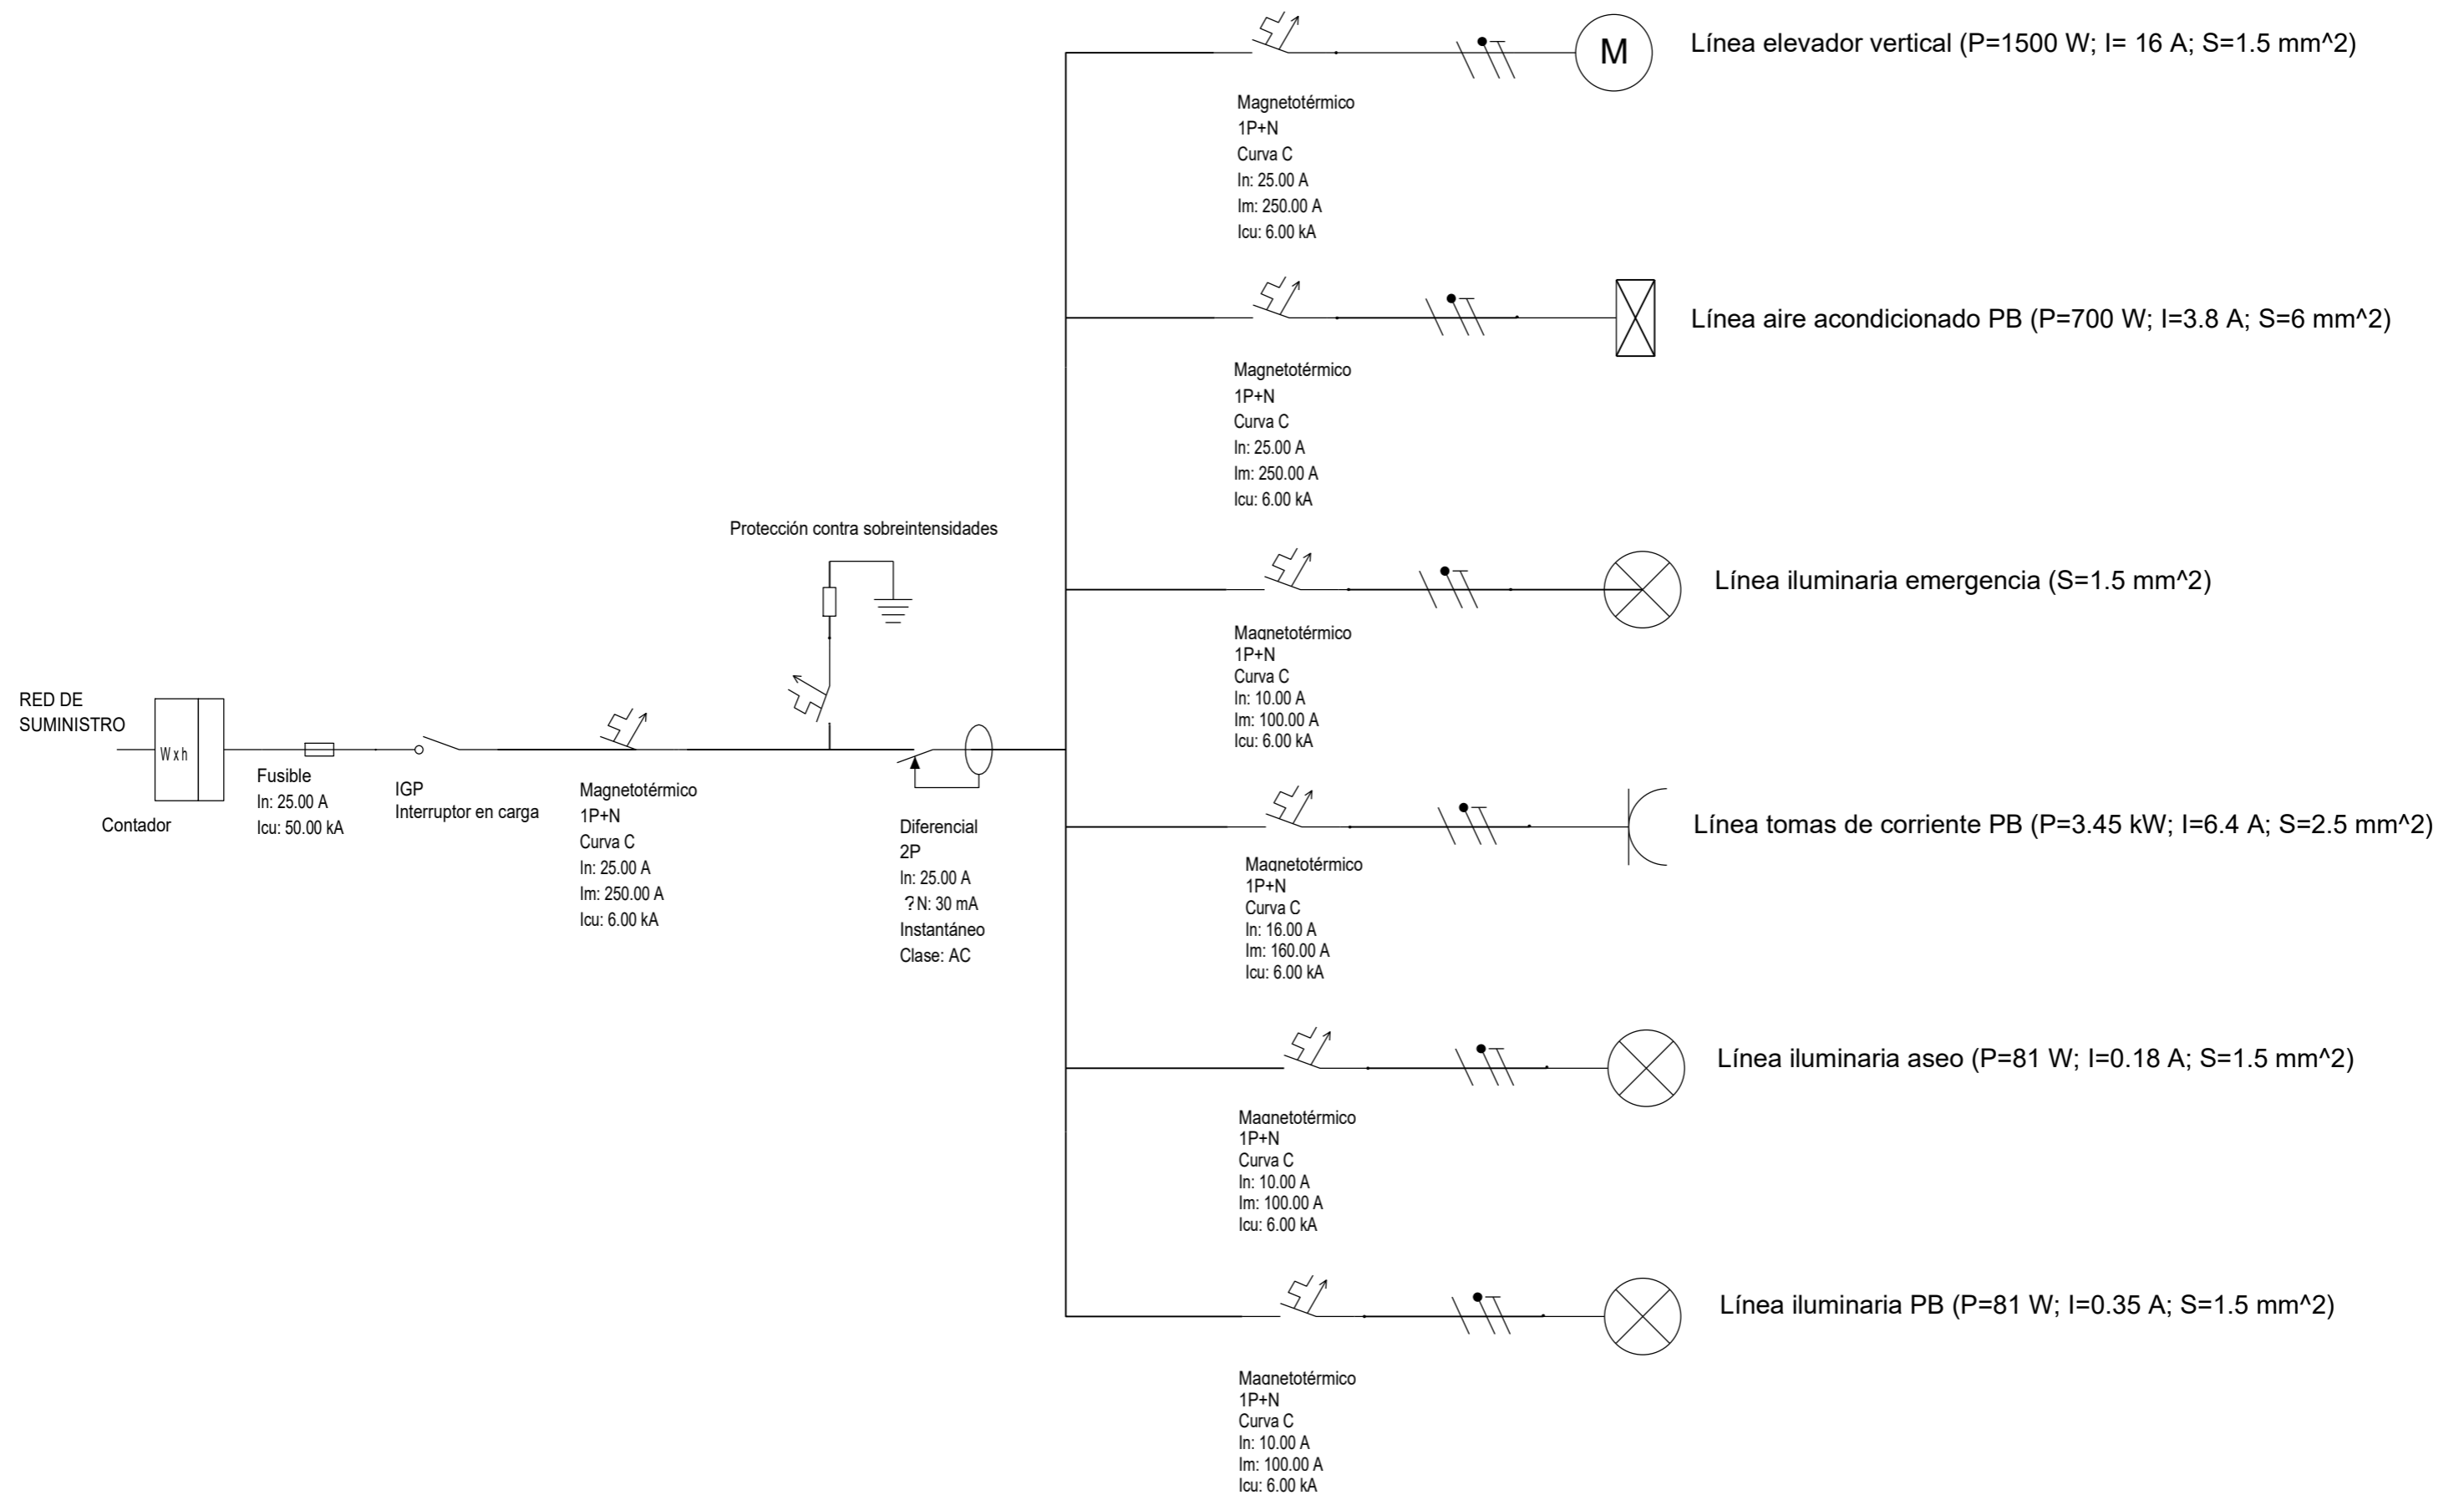 M
Línea elevador vertical (P=1500 W; I= 16 A; S=1.5 mm^2)
Magnetotérmico
1P+N
Curva C
In: 25.00 A
Im: 250.00 A
Icu: 6.00 kA
Línea aire acondicionado PB (P=700 W; I=3.8 A; S=6 mm^2)
Magnetotérmico
1P+N
Curva C
In: 25.00 A
Im: 250.00 A
Icu: 6.00 kA
Protección contra sobreintensidades
Línea iluminaria emergencia (S=1.5 mm^2)
Magnetotérmico
1P+N
Curva C
In: 10.00 A
Im: 100.00 A
Icu: 6.00 kA
RED DE
SUMINISTRO
W x h
Contador
Fusible
In: 25.00 A
Icu: 50.00 kA
IGP
Interruptor en carga
Magnetotérmico
1P+N
Curva C
In: 25.00 A
Im: 250.00 A
Icu: 6.00 kA
Diferencial
2P
In: 25.00 A
?N: 30 mA
Instantáneo
Clase: AC
Línea tomas de corriente PB (P=3.45 kW; I=6.4 A; S=2.5 mm^2)
Magnetotérmico
1P+N
Curva C
In: 16.00 A
Im: 160.00 A
Icu: 6.00 kA
Línea iluminaria aseo (P=81 W; I=0.18 A; S=1.5 mm^2)
Magnetotérmico
1P+N
Curva C
In: 10.00 A
Im: 100.00 A
Icu: 6.00 kA
Línea iluminaria PB (P=81 W; I=0.35 A; S=1.5 mm^2)
Magnetotérmico
1P+N
Curva C
In: 10.00 A
Im: 100.00 A
Icu: 6.00 kA